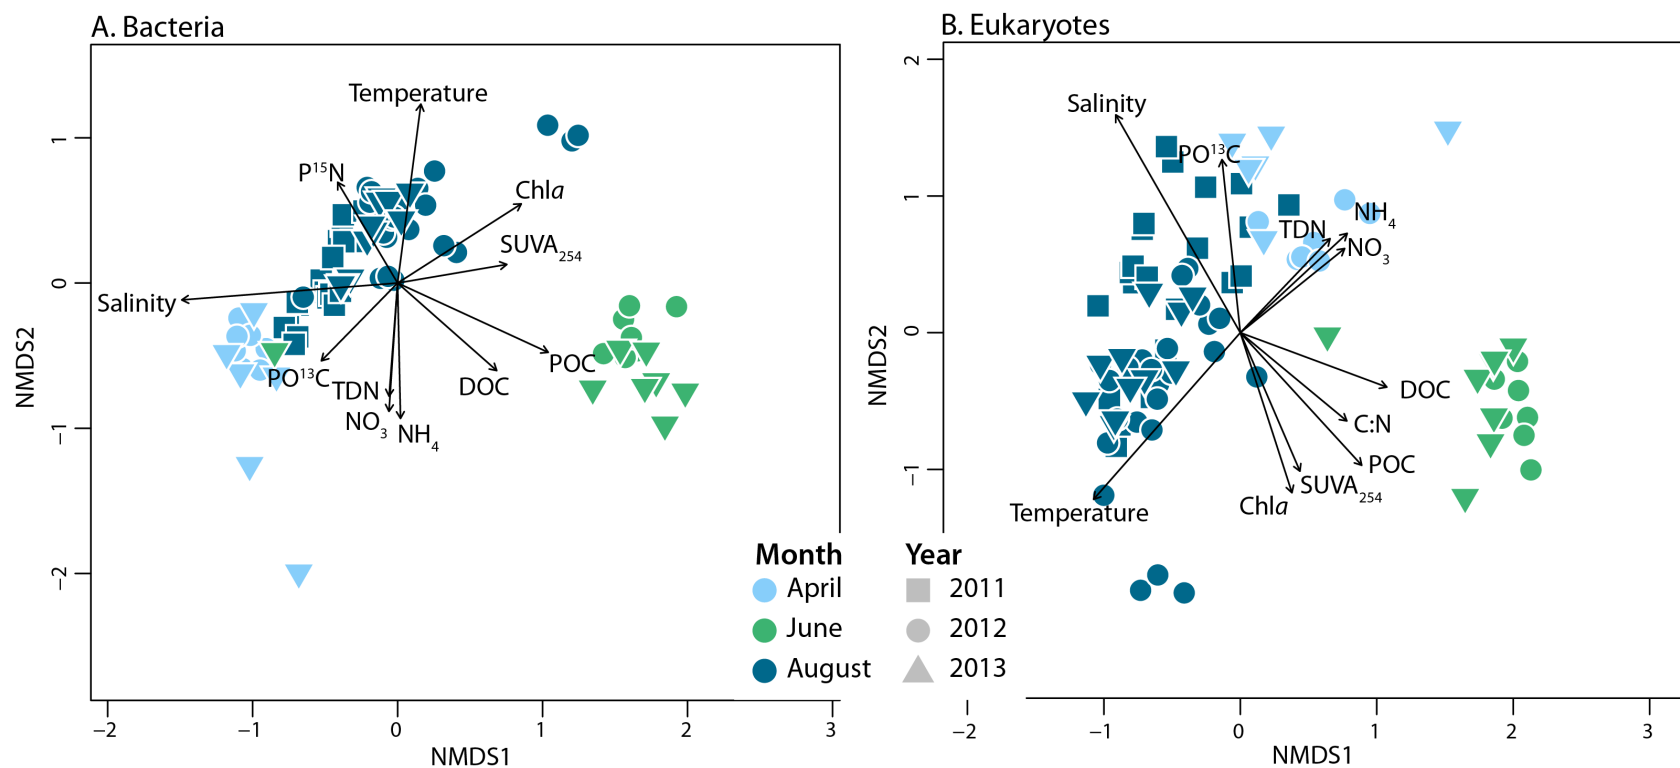 A. Bacteria
Temperature
P¹⁵N
Chla
SUVA₂₅₄
Salinity
PO¹³C
TDN
NO₃
NH₄
DOC
POC
1
0
−1
−2
NMDS2
−2 −1 0 1 2 3
NMDS1
B. Eukaryotes
Salinity
PO¹³C
TDN
NH₄
NO₃
DOC
C:N
POC
SUVA₂₅₄
Chla
Temperature
2
1
0
−1
NMDS2
−2 −1 0 1 2 3
NMDS1
Month
April
June
August
Year
2011
2012
2013